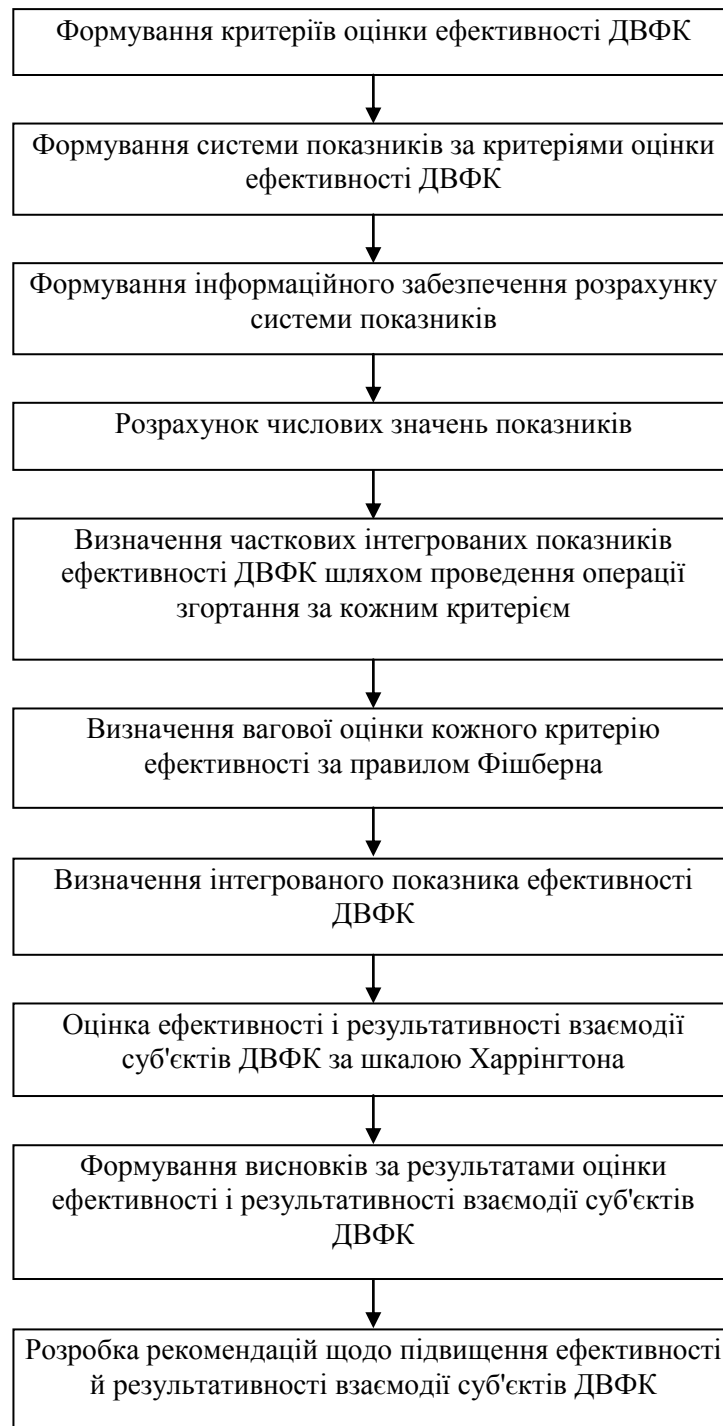 Формування критеріїв оцінки ефективності ДВФК
Формування системи показників за критеріями оцінки
ефективності ДВФК
Формування інформаційного забезпечення розрахунку
системи показників
Розрахунок числових значень показників
Визначення часткових інтегрованих показників
ефективності ДВФК шляхом проведення операції
згортання за кожним критерієм
Визначення вагової оцінки кожного критерію
ефективності за правилом Фішберна
Визначення інтегрованого показника ефективності
ДВФК
Оцінка ефективності і результативності взаємодії
суб'єктів ДВФК за шкалою Харрінгтона
Формування висновків за результатами оцінки
ефективності і результативності взаємодії суб'єктів
ДВФК
Розробка рекомендацій щодо підвищення ефективності
й результативності взаємодії суб'єктів ДВФК